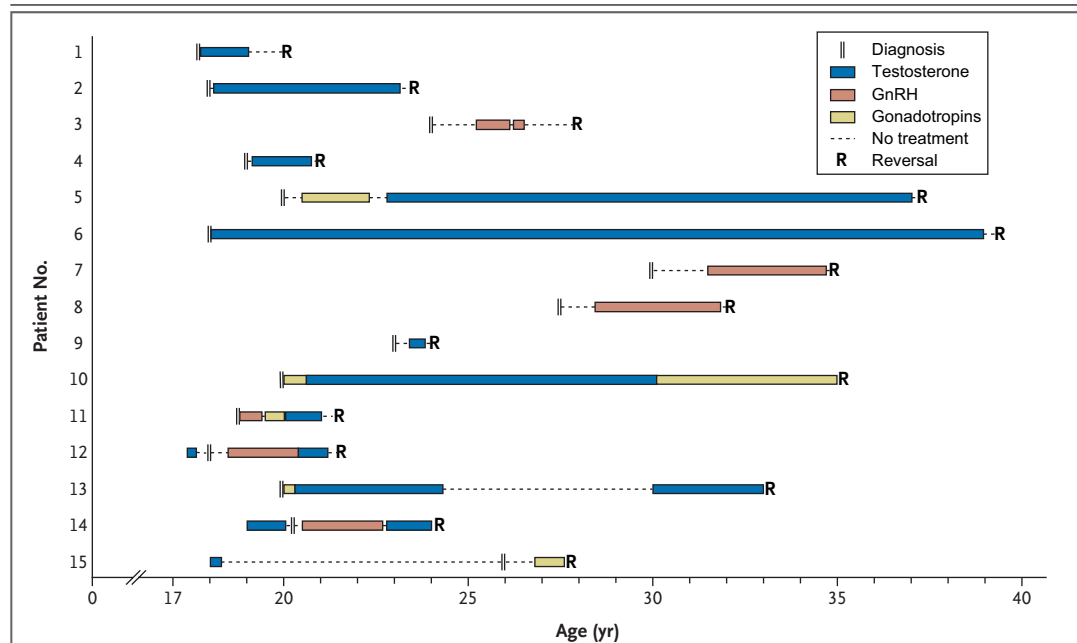 Diagnosis
Testosterone
GnRH
Gonadotropins
No treatment
R Reversal
Patient No.
1 R
2 R
3 R
4 R
5 R
6 R
7 R
8 R
9 R
10 R
11 R
12 R
13 R
14 R
15 R
0 17 20 25 30 35 40
Age (yr)